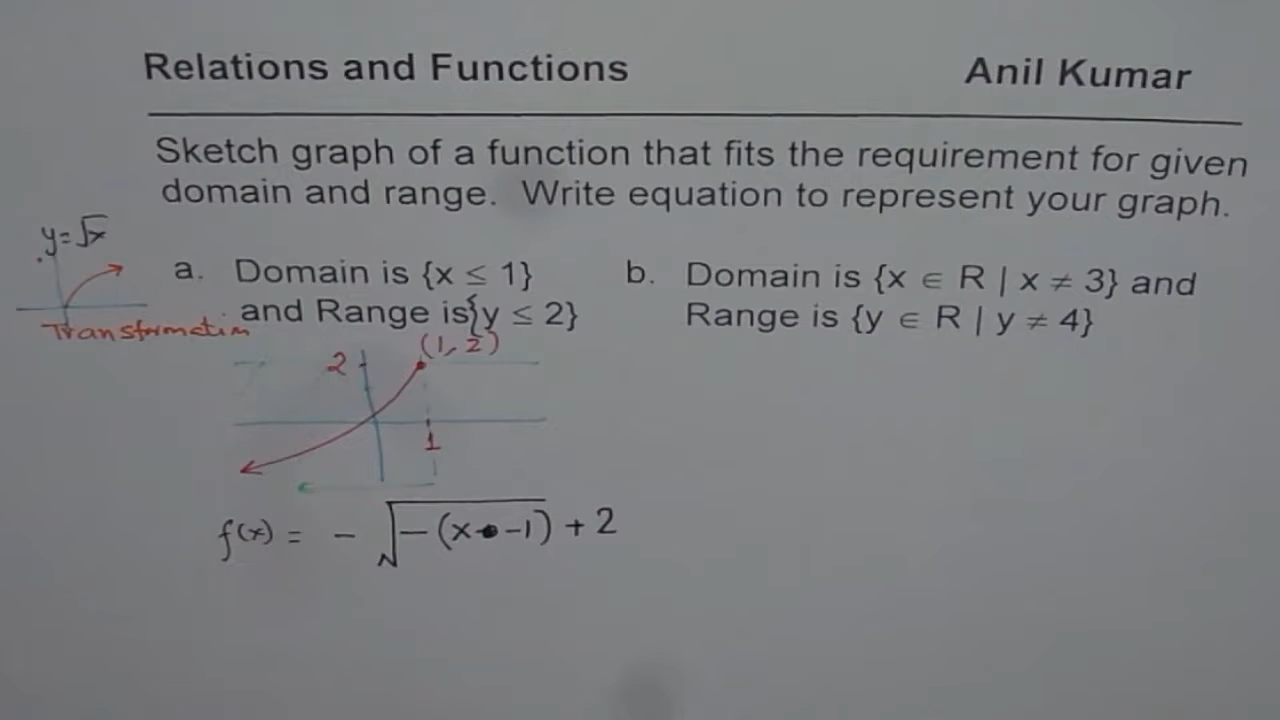 Relations and Functions
Anil Kumar
Sketch graph of a function that fits the requirement for given
domain and range. Write equation to represent your graph.
y=√x
Transformation
a. Domain is {x ≤ 1}
and Range is{y ≤ 2}
b. Domain is {x ∈ R | x ≠ 3} and
Range is {y ∈ R | y ≠ 4}
2
(1, 2)
1
f(x) = - √-(x - 1) + 2